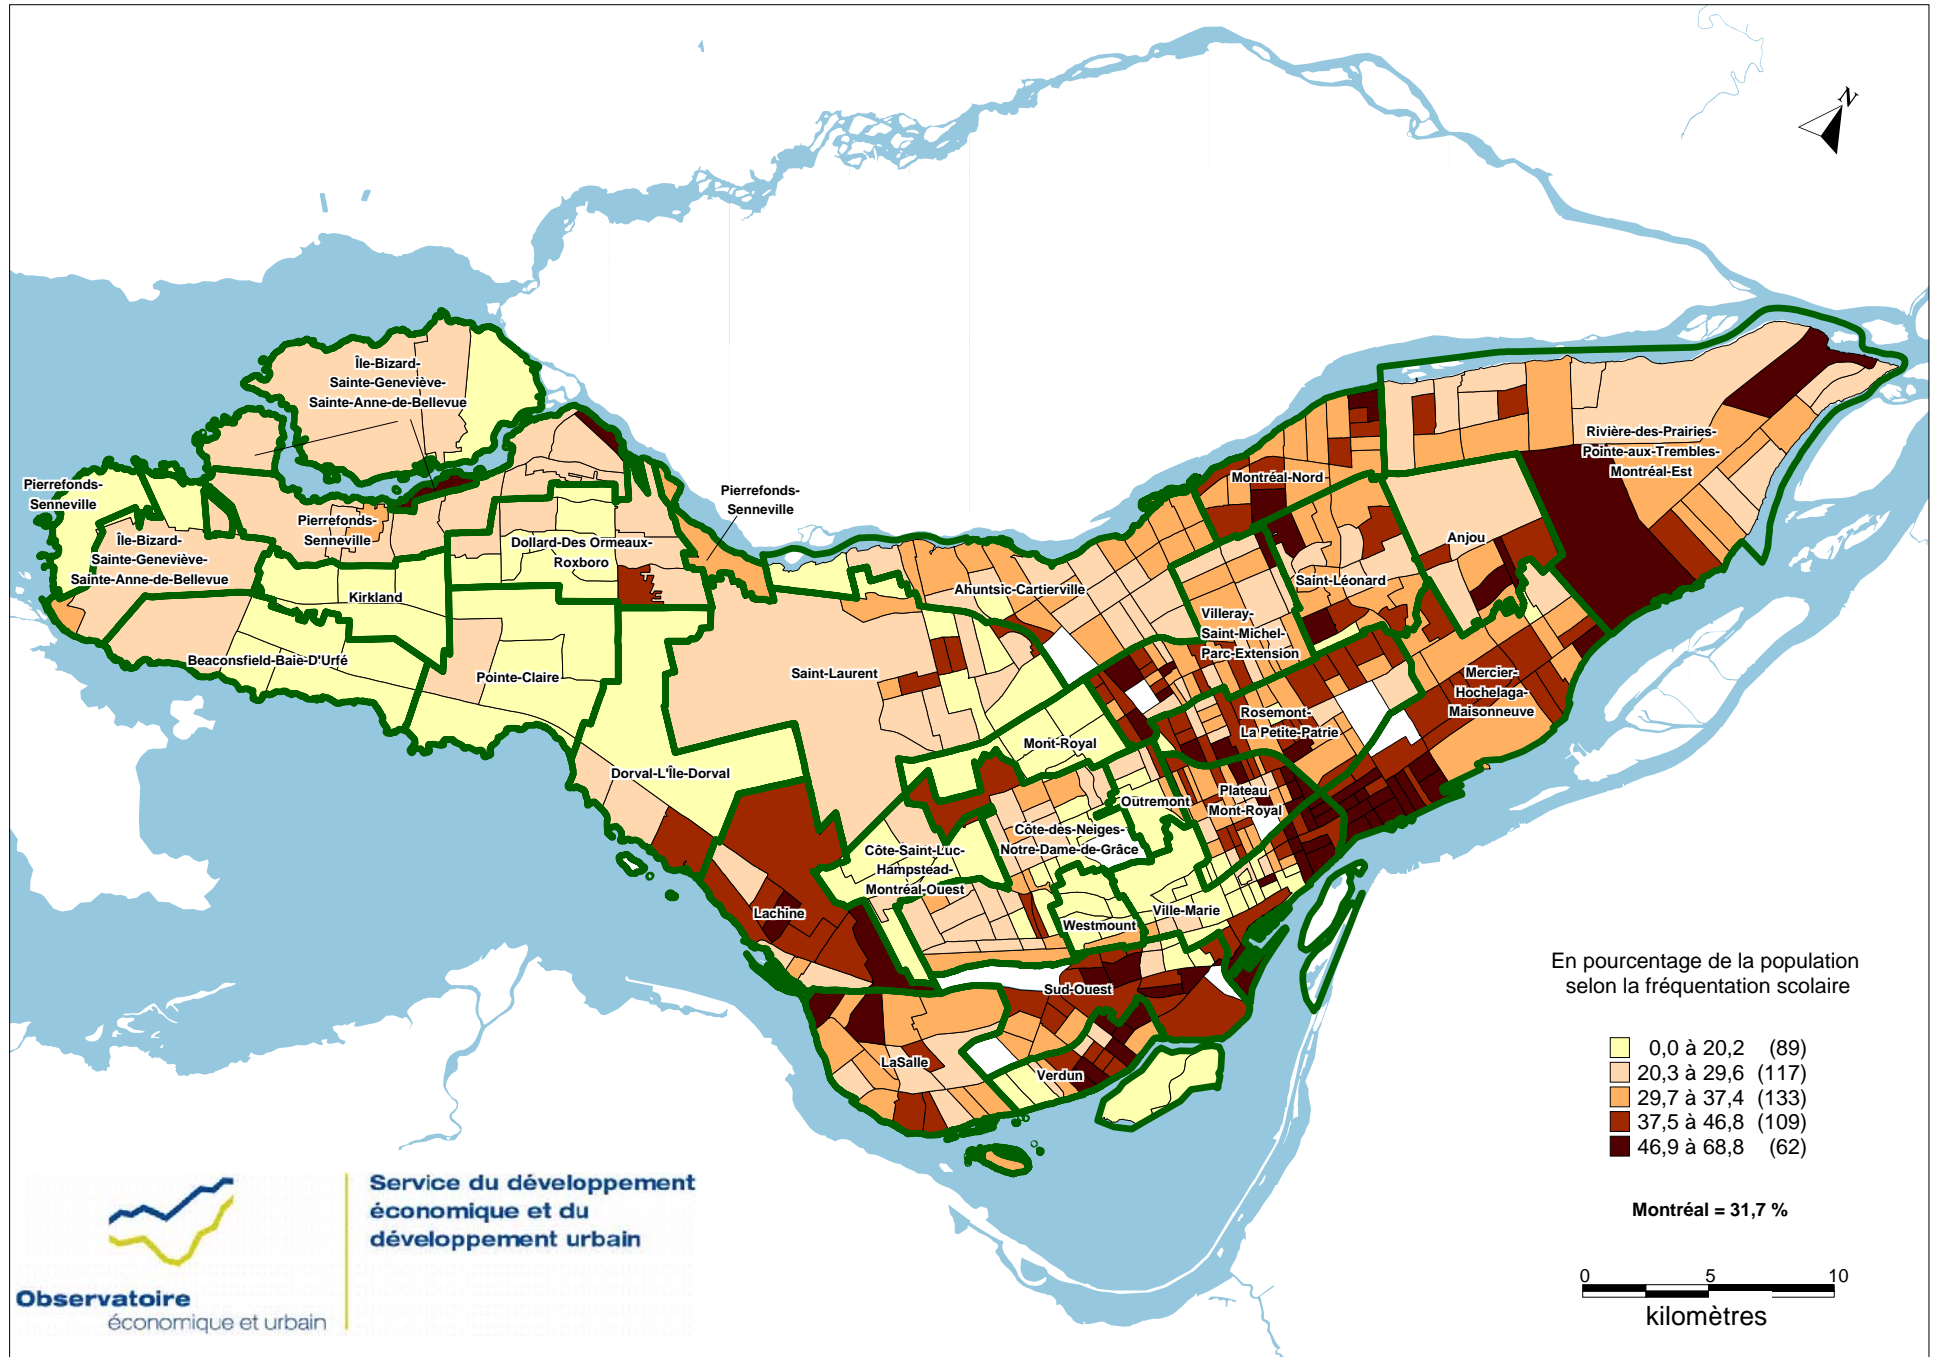 N
Île-Bizard-
Sainte-Geneviève-
Sainte-Anne-de-Bellevue
Pierrefonds-
Senneville
Pierrefonds-
Senneville
Pierrefonds-
Senneville
Île-Bizard-
Sainte-Geneviève-
Sainte-Anne-de-Bellevue
Dollard-Des Ormeaux-
Roxboro
Kirkland
Beaconsfield-Baie-D'Urfé
Pointe-Claire
Dorval-L'Île-Dorval
Saint-Laurent
Ahuntsic-Cartierville
Montréal-Nord
Rivière-des-Prairies-
Pointe-aux-Trembles-
Montréal-Est
Anjou
Saint-Léonard
Villeray-
Saint-Michel-
Parc-Extension
Mercier-
Hochelaga-
Maisonneuve
Rosemont-
La Petite-Patrie
Mont-Royal
Outremont
Plateau
Mont-Royal
Côte-des-Neiges-
Notre-Dame-de-Grâce
Côte-Saint-Luc-
Hampstead-
Montréal-Ouest
Lachine
Westmount
Ville-Marie
Sud-Ouest
LaSalle
Verdun
En pourcentage de la population
selon la fréquentation scolaire
0,0 à 20,2 (89)
20,3 à 29,6 (117)
29,7 à 37,4 (133)
37,5 à 46,8 (109)
46,9 à 68,8 (62)
Montréal = 31,7 %
0 5 10
kilomètres
Service du développement
économique et du
développement urbain
Observatoire
économique et urbain